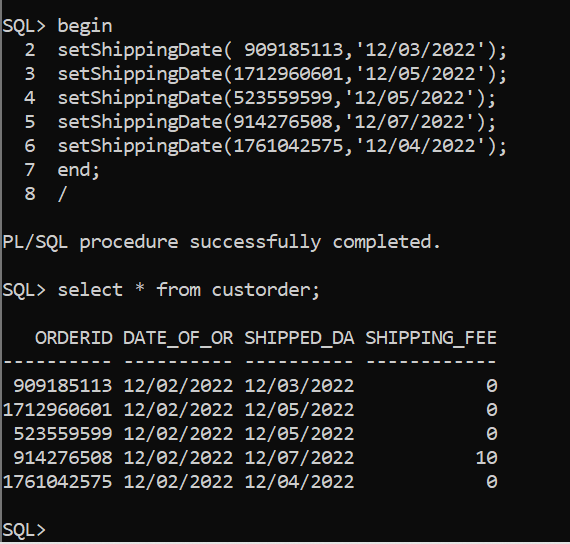 SQL> begin
  2  setShippingDate( 909185113,'12/03/2022');
  3  setShippingDate(1712960601,'12/05/2022');
  4  setShippingDate(523559599,'12/05/2022');
  5  setShippingDate(914276508,'12/07/2022');
  6  setShippingDate(1761042575,'12/04/2022');
  7  end;
  8  /
PL/SQL procedure successfully completed.
SQL> select * from custorder;
   ORDERID DATE_OF_OR SHIPPED_DA SHIPPING_FEE
---------- ---------- ---------- ------------
 909185113 12/02/2022 12/03/2022            0
1712960601 12/02/2022 12/05/2022            0
 523559599 12/02/2022 12/05/2022            0
 914276508 12/02/2022 12/07/2022           10
1761042575 12/02/2022 12/04/2022            0
SQL>